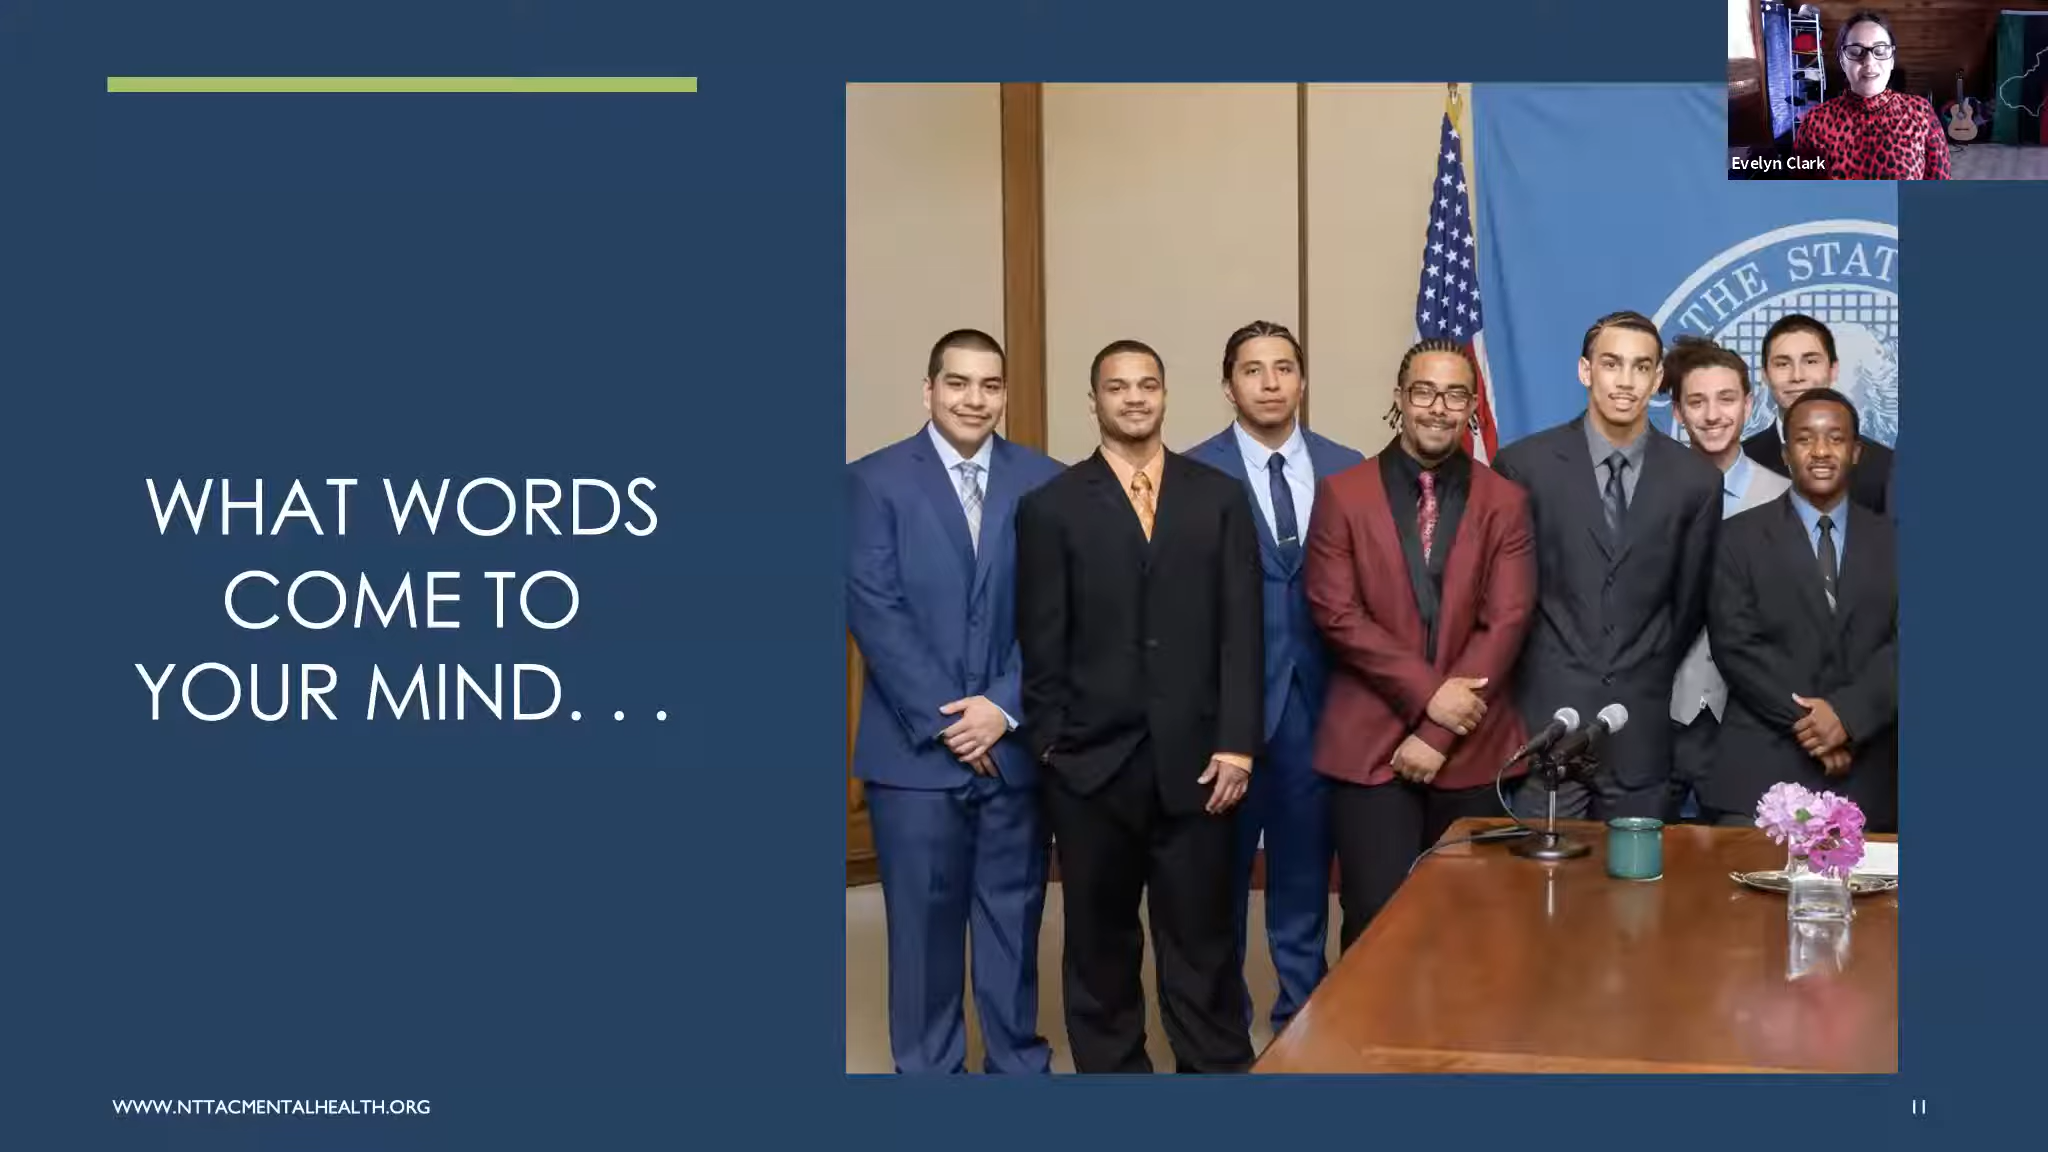 Evelyn Clark
THE STAT
WHAT WORDS
COME TO
YOUR MIND. . .
WWW.NTTACMENTALHEALTH.ORG
11